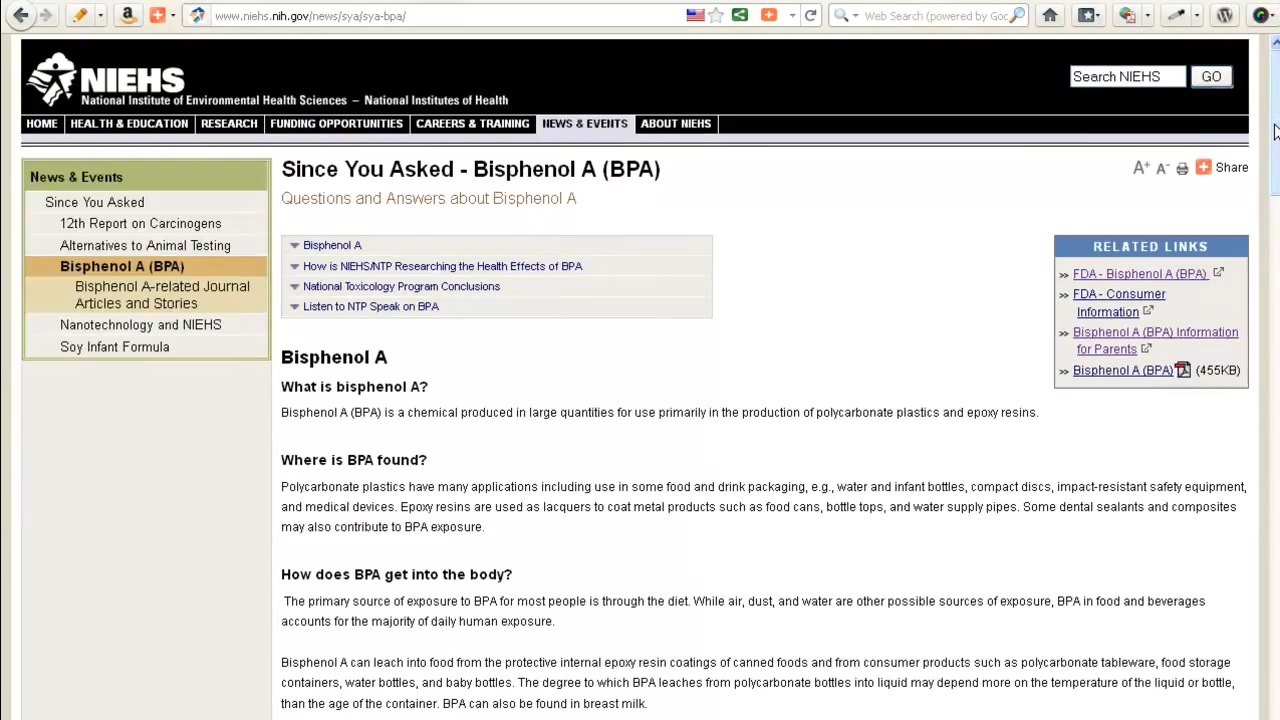 www.niehs.nih.gov/news/sya/sya-bpa/
Web Search (powered by Goo
NIEHS
National Institute of Environmental Health Sciences – National Institutes of Health
Search NIEHS
GO
HOME
HEALTH & EDUCATION
RESEARCH
FUNDING OPPORTUNITIES
CAREERS & TRAINING
NEWS & EVENTS
ABOUT NIEHS
News & Events
Since You Asked
12th Report on Carcinogens
Alternatives to Animal Testing
Bisphenol A (BPA)
Bisphenol A-related Journal
Articles and Stories
Nanotechnology and NIEHS
Soy Infant Formula
Since You Asked - Bisphenol A (BPA)
A+ A- Share
Questions and Answers about Bisphenol A
Bisphenol A
How is NIEHS/NTP Researching the Health Effects of BPA
National Toxicology Program Conclusions
Listen to NTP Speak on BPA
RELATED LINKS
>> FDA - Bisphenol A (BPA)
>> FDA - Consumer
Information
>> Bisphenol A (BPA) Information
for Parents
>> Bisphenol A (BPA) (455KB)
Bisphenol A
What is bisphenol A?
Bisphenol A (BPA) is a chemical produced in large quantities for use primarily in the production of polycarbonate plastics and epoxy resins.
Where is BPA found?
Polycarbonate plastics have many applications including use in some food and drink packaging, e.g., water and infant bottles, compact discs, impact-resistant safety equipment,
and medical devices. Epoxy resins are used as lacquers to coat metal products such as food cans, bottle tops, and water supply pipes. Some dental sealants and composites
may also contribute to BPA exposure.
How does BPA get into the body?
The primary source of exposure to BPA for most people is through the diet. While air, dust, and water are other possible sources of exposure, BPA in food and beverages
accounts for the majority of daily human exposure.
Bisphenol A can leach into food from the protective internal epoxy resin coatings of canned foods and from consumer products such as polycarbonate tableware, food storage
containers, water bottles, and baby bottles. The degree to which BPA leaches from polycarbonate bottles into liquid may depend more on the temperature of the liquid or bottle,
than the age of the container. BPA can also be found in breast milk.